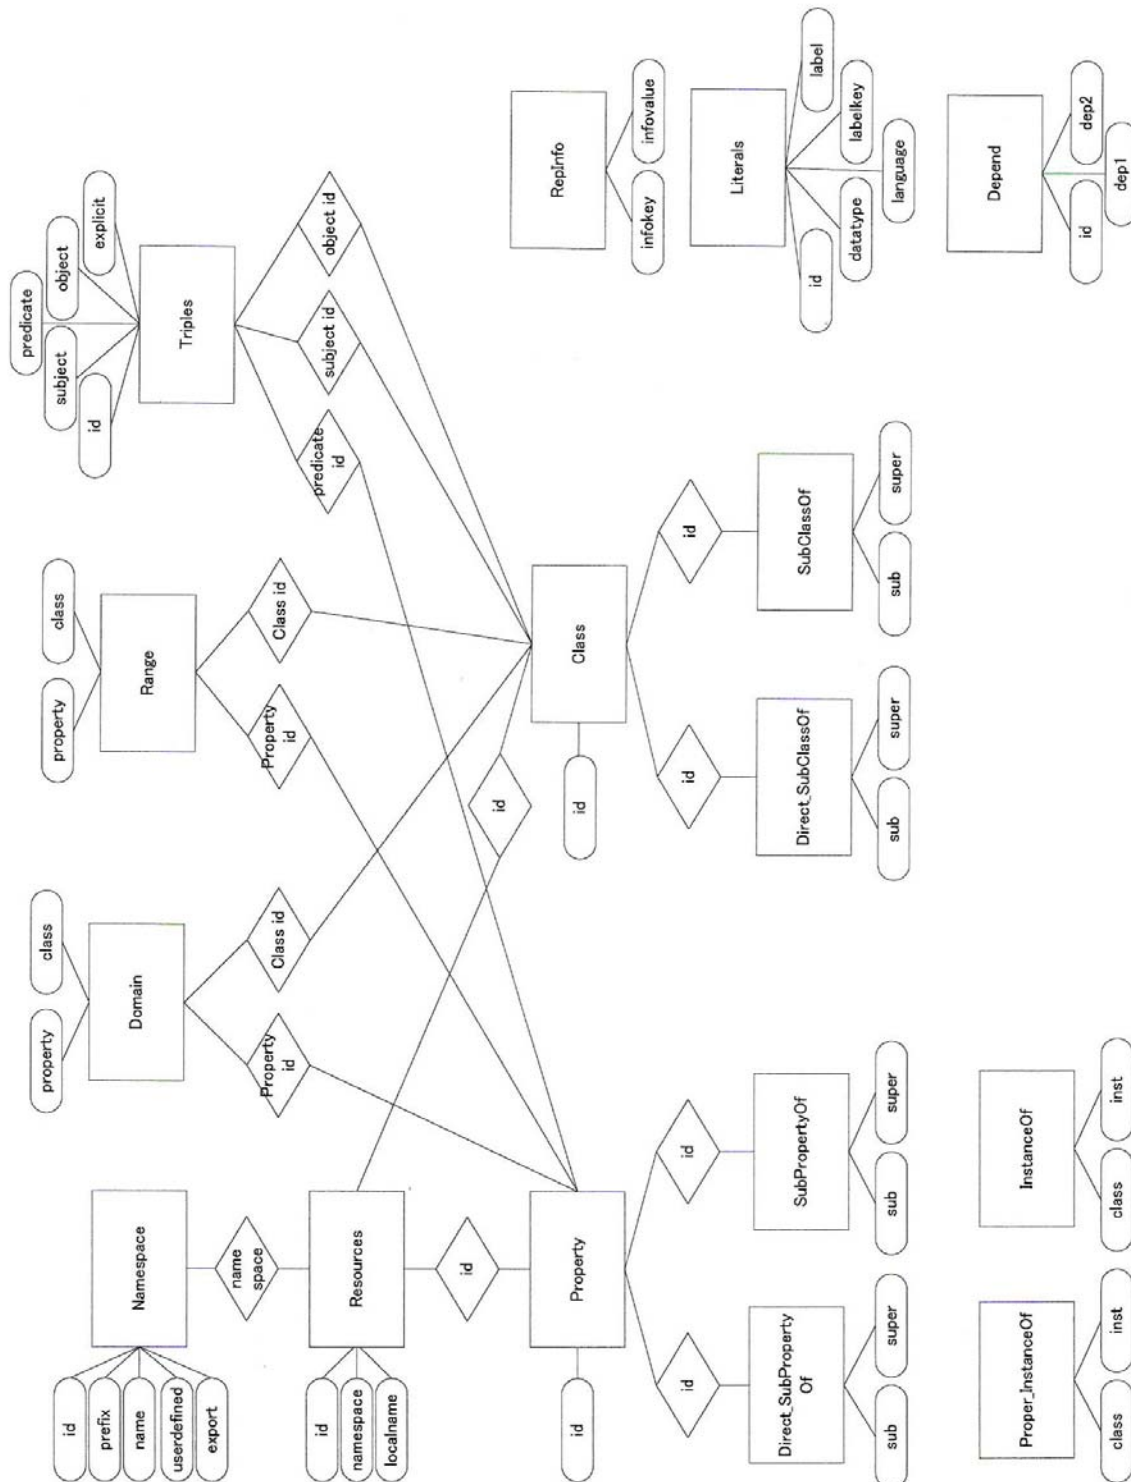 id
prefix
name
userdefined
export
Namespace
name
space
id
namespace
localname
Resources
id
id
Property
id
Direct_SubProperty
Of
sub
super
id
SubPropertyOf
sub
super
Proper_InstanceOf
class
inst
InstanceOf
class
inst
property
class
Domain
Property
id
Class id
property
class
Range
Property
id
Class id
id
subject
predicate
object
explicit
Triples
predicate
id
subject id
object id
id
id
Class
id
Direct_SubClassOf
sub
super
id
SubClassOf
sub
super
RepInfo
infokey
infovalue
Literals
id
datatype
language
labelkey
label
Depend
id
dep1
dep2